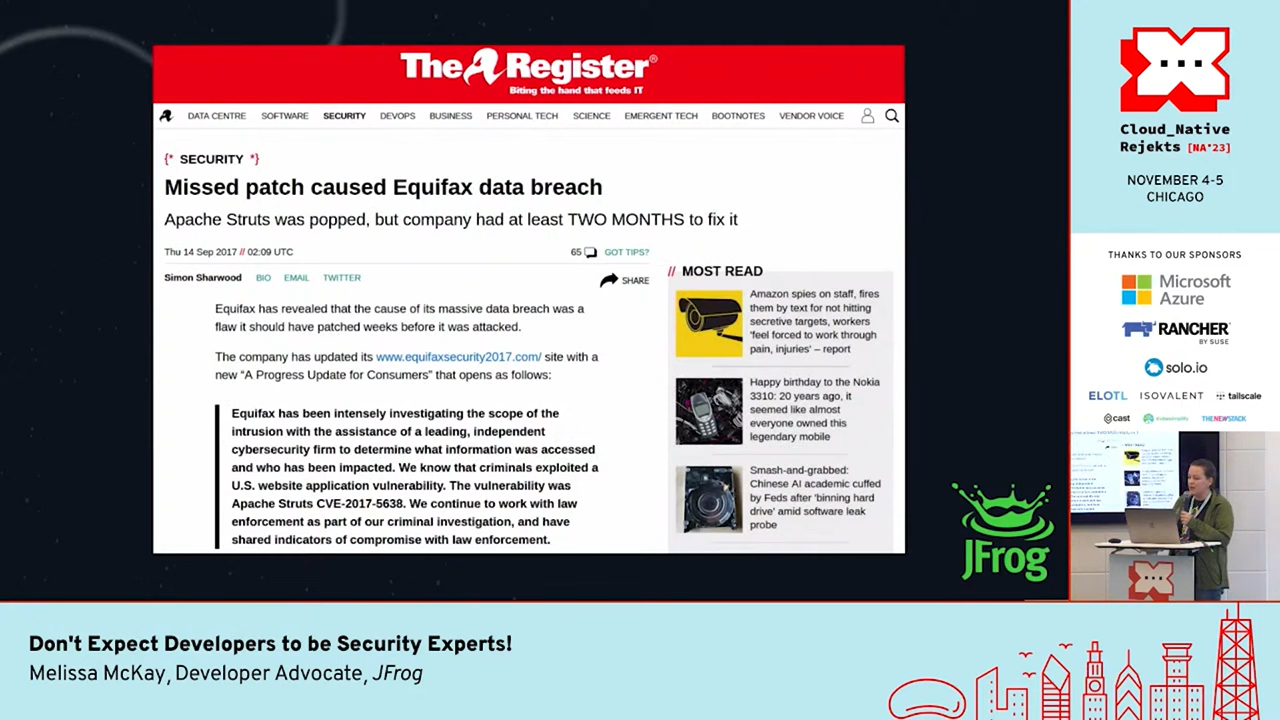 The Register®
Biting the hand that feeds IT
DATA CENTRE SOFTWARE SECURITY DEVOPS BUSINESS PERSONAL TECH SCIENCE EMERGENT TECH BOOTNOTES VENDOR VOICE
{* SECURITY *}
Missed patch caused Equifax data breach
Apache Struts was popped, but company had at least TWO MONTHS to fix it
Thu 14 Sep 2017 // 02:09 UTC
65 GOT TIPS?
Simon Sharwood BIO EMAIL TWITTER
SHARE
Equifax has revealed that the cause of its massive data breach was a
flaw it should have patched weeks before it was attacked.
The company has updated its www.equifaxsecurity2017.com/ site with a
new “A Progress Update for Consumers” that opens as follows:
Equifax has been intensely investigating the scope of the
intrusion with the assistance of a leading, independent
cybersecurity firm to determine what information was accessed
and who has been impacted. We know that criminals exploited a
U.S. website application vulnerability. The vulnerability was
Apache Struts CVE-2017-5638. We continue to work with law
enforcement as part of our criminal investigation, and have
shared indicators of compromise with law enforcement.
// MOST READ
Amazon spies on staff, fires
them by text for not hitting
secretive targets, workers
'feel forced to work through
pain, injuries' – report
Happy birthday to the Nokia
3310: 20 years ago, it
seemed like almost
everyone owned this
legendary mobile
Smash-and-grabbed:
Chinese AI academic cuffed
by Feds after 'binning hard
drive' amid software leak
probe
JFrog
Cloud_Native
Rejekts [NA'23]
NOVEMBER 4-5
CHICAGO
THANKS TO OUR SPONSORS
Microsoft
Azure
RANCHER
BY SUSE
solo.io
ELOTL ISOVALENT tailscale
cast THENEWSTACK
Don't Expect Developers to be Security Experts!
Melissa McKay, Developer Advocate, JFrog